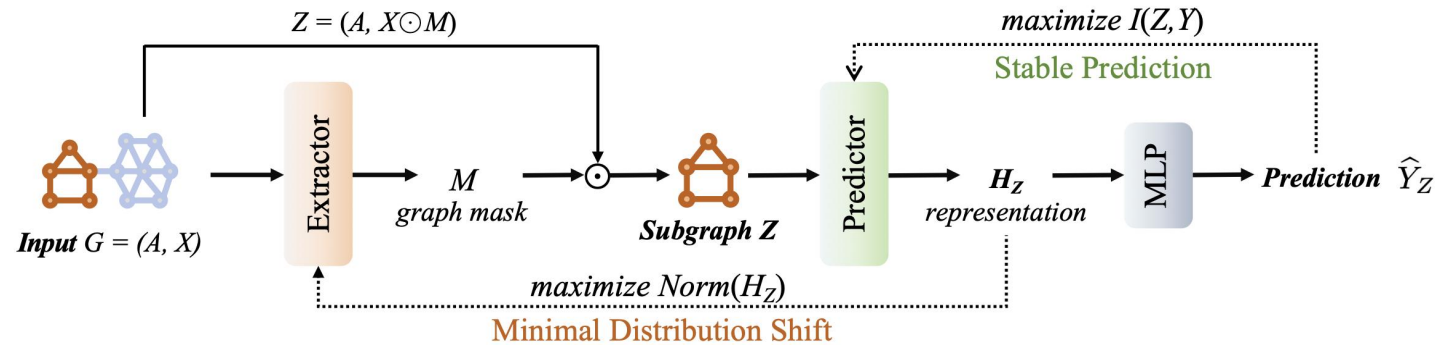 Z = (A, X⊙M)
maximize I(Z,Y)
Stable Prediction
Extractor
Predictor
MLP
M
graph mask
H_Z
representation
Prediction Ŷ_Z
Input G = (A, X)
Subgraph Z
maximize Norm(H_Z)
Minimal Distribution Shift